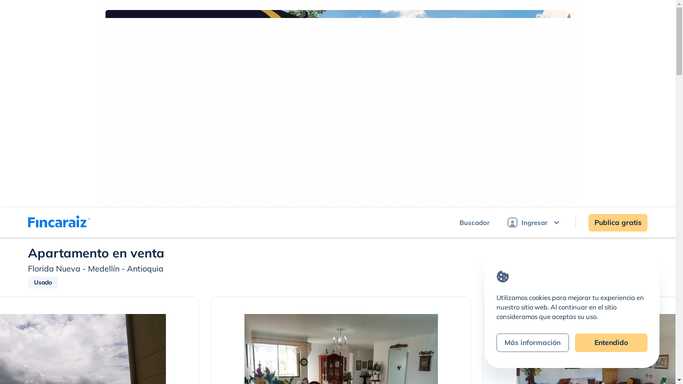 Fincaraiz
Buscador
Ingresar
Publica gratis
Apartamento en venta
Florida Nueva - Medellín - Antioquia
Usado
Utilizamos cookies para mejorar tu experiencia en
nuestro sitio web. Al continuar en el sitio
consideramos que aceptas su uso.
Más información
Entendido